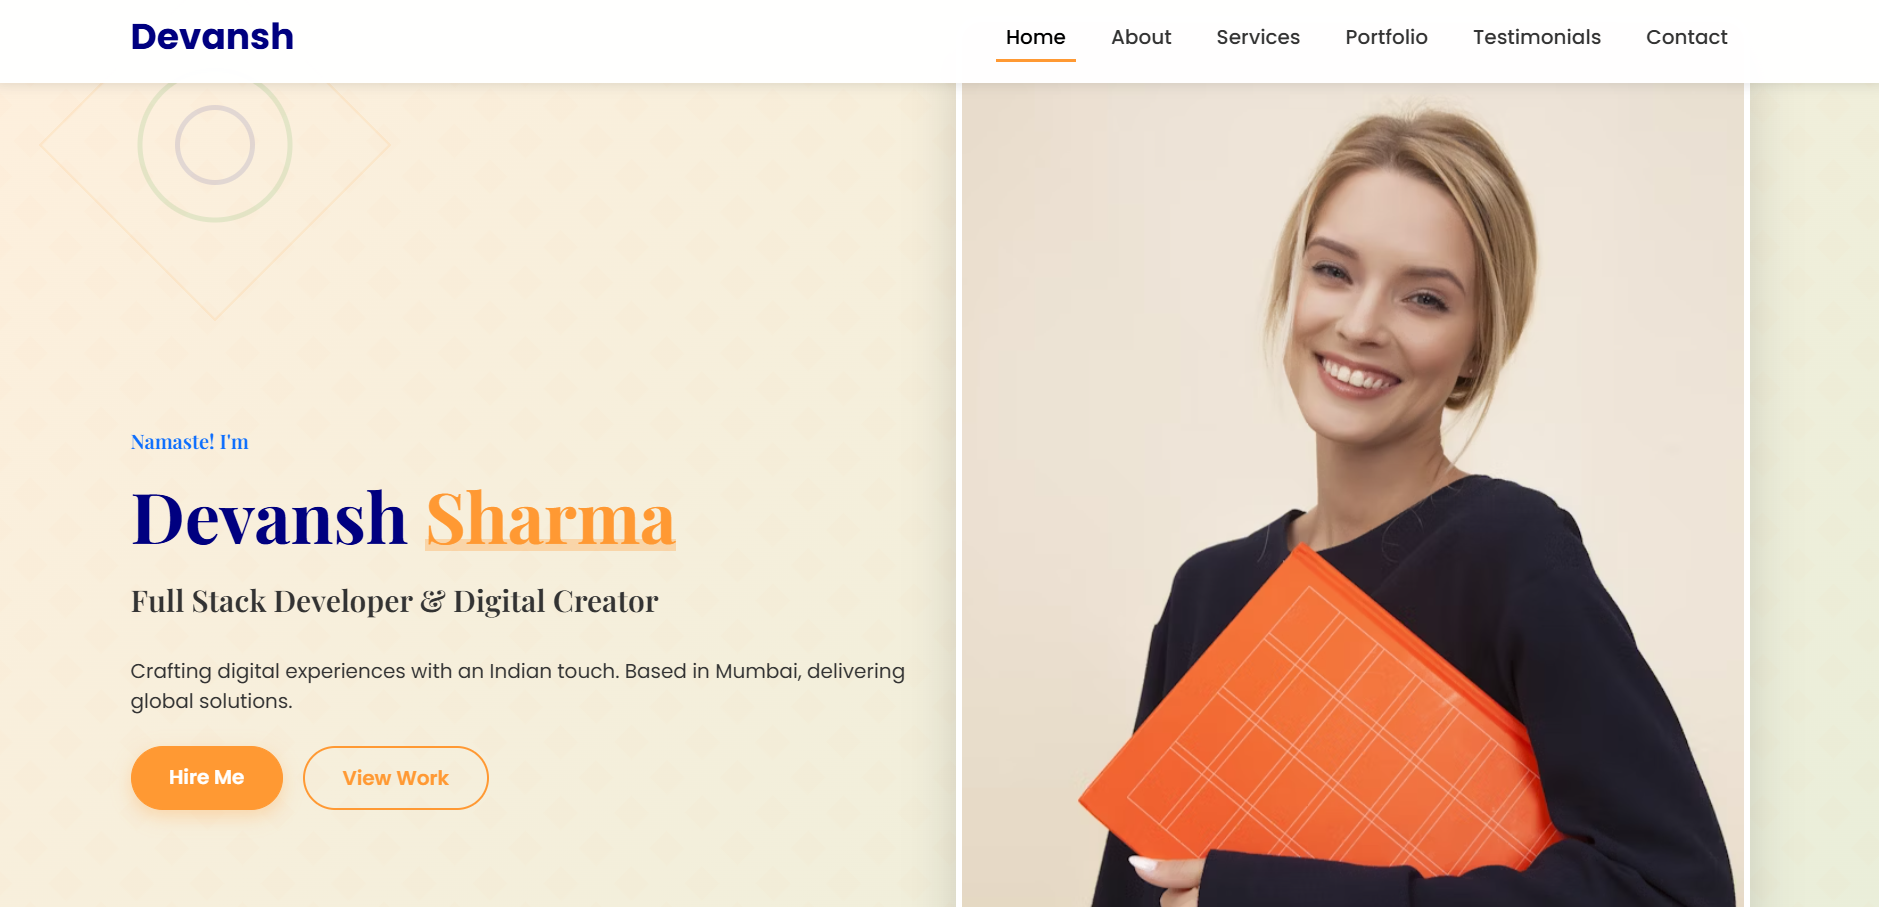 Devansh
Home About Services Portfolio Testimonials Contact
Namaste! I'm
Devansh Sharma
Full Stack Developer & Digital Creator
Crafting digital experiences with an Indian touch. Based in Mumbai, delivering
global solutions.
Hire Me
View Work